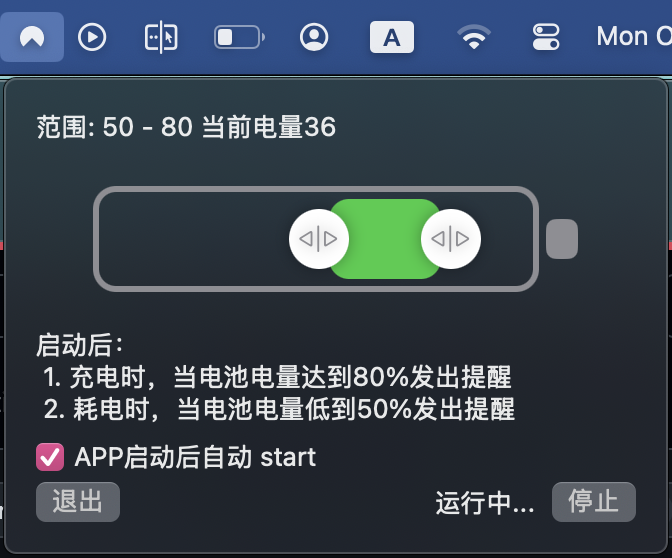 A
Mon O
范围: 50 - 80 当前电量36
启动后:
1. 充电时，当电池电量达到80%发出提醒
2. 耗电时，当电池电量低到50%发出提醒
APP启动后自动 start
退出 运行中... 停止